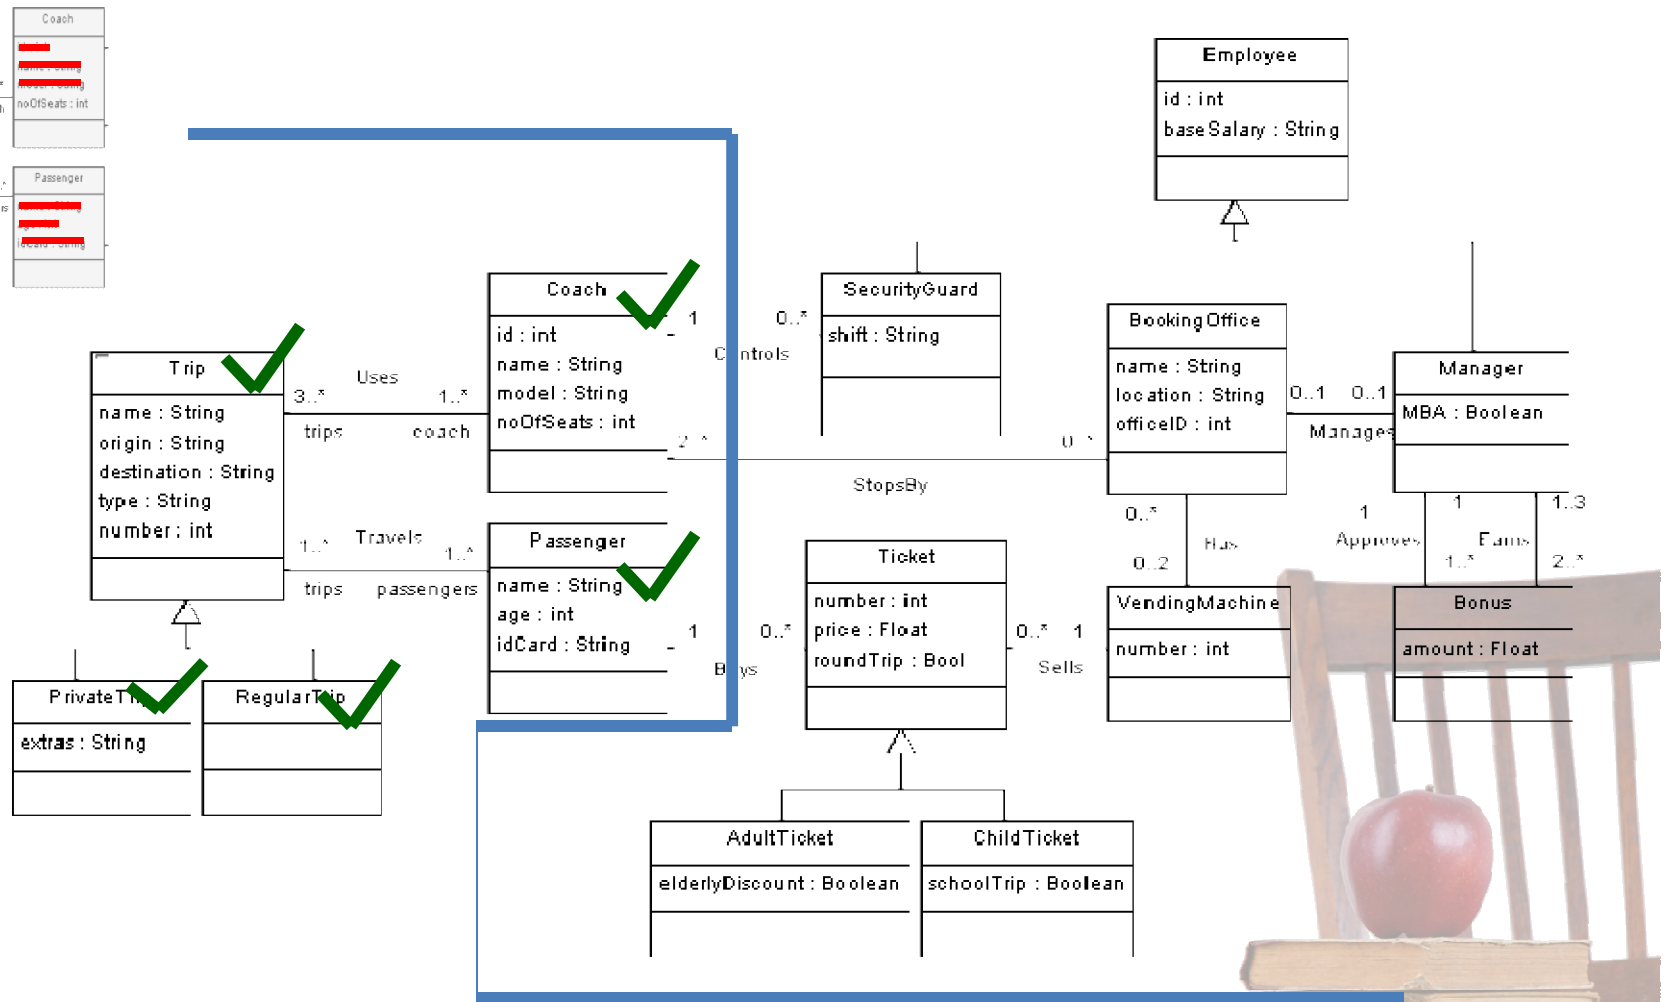 Coach
noOfSeats : int
Passenger
Employee
id : int
baseSalary : String
Coach
id : int
name : String
model : String
noOfSeats : int
1
0..*
Controls
SecurityGuard
shift : String
BookingOffice
name : String
location : String
officeID : int
0..1
0..1
Manages
Manager
MBA : Boolean
Trip
name : String
origin : String
destination : String
type : String
number : int
Uses
3..*
1..*
trips
coach
2..*
0..*
StopsBy
Travels
1..*
1..*
trips
passengers
Passenger
name : String
age : int
idCard : String
1
0..*
Buys
Ticket
number : int
price : Float
roundTrip : Bool
0..*
1
Sells
0..*
Has
0..2
VendingMachine
number : int
1
1
1..3
Approves
Earns
1..*
2..*
Bonus
amount : Float
extras : String
AdultTicket
elderlyDiscount : Boolean
ChildTicket
schoolTrip : Boolean